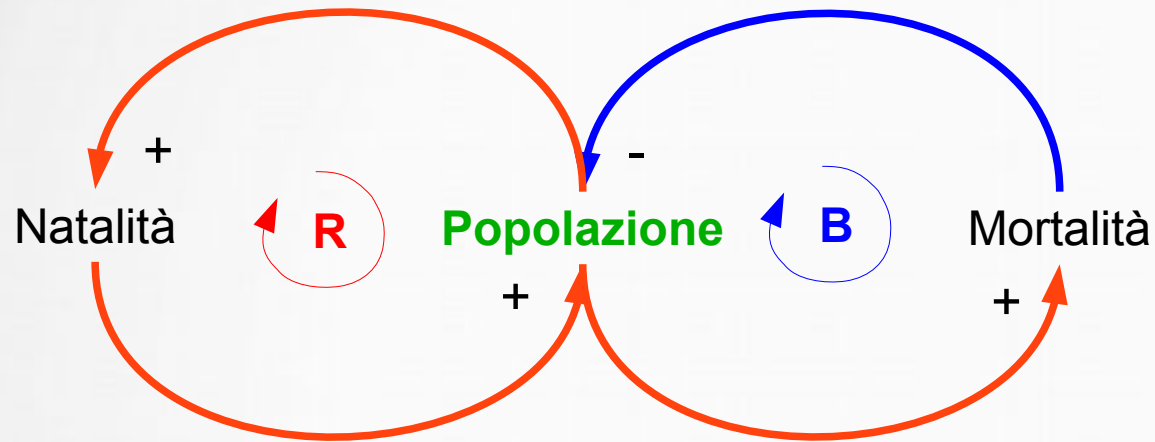 + -
Natalità R Popolazione B Mortalità
+ +